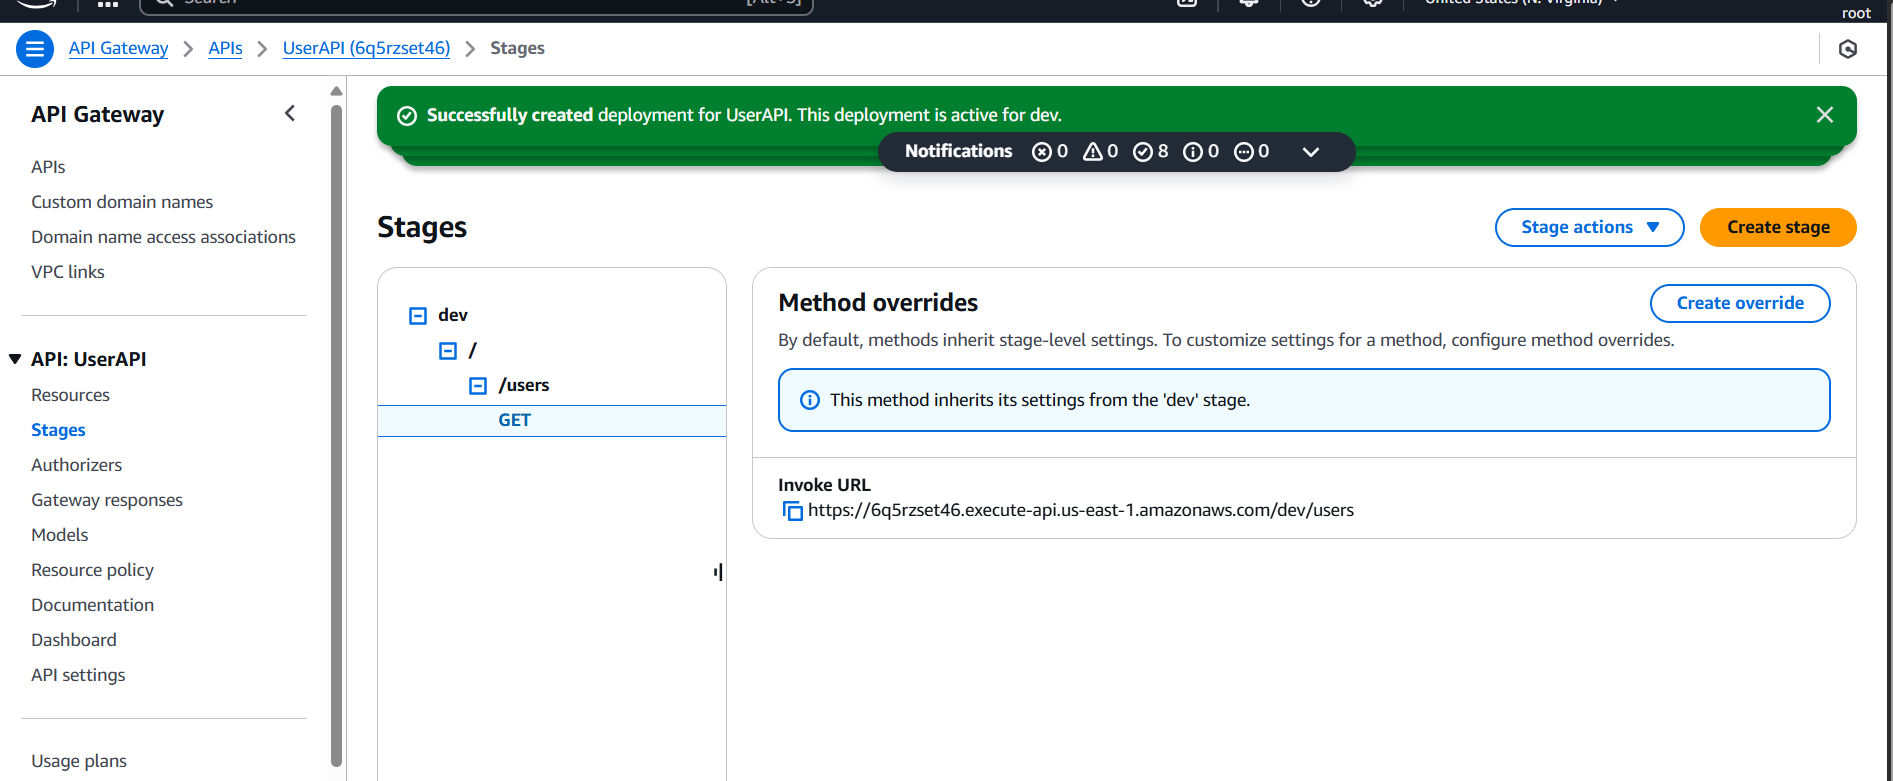 Search [Alt+S] United States (N. Virginia)
root
API Gateway > APIs > UserAPI (6q5rzset46) > Stages
API Gateway
APIs
Custom domain names
Domain name access associations
VPC links
API: UserAPI
Resources
Stages
Authorizers
Gateway responses
Models
Resource policy
Documentation
Dashboard
API settings
Usage plans
Successfully created deployment for UserAPI. This deployment is active for dev.
Notifications 0 0 8 0 0
Stages
Stage actions
Create stage
dev
/
/users
GET
Method overrides
Create override
By default, methods inherit stage-level settings. To customize settings for a method, configure method overrides.
This method inherits its settings from the 'dev' stage.
Invoke URL
https://6q5rzset46.execute-api.us-east-1.amazonaws.com/dev/users